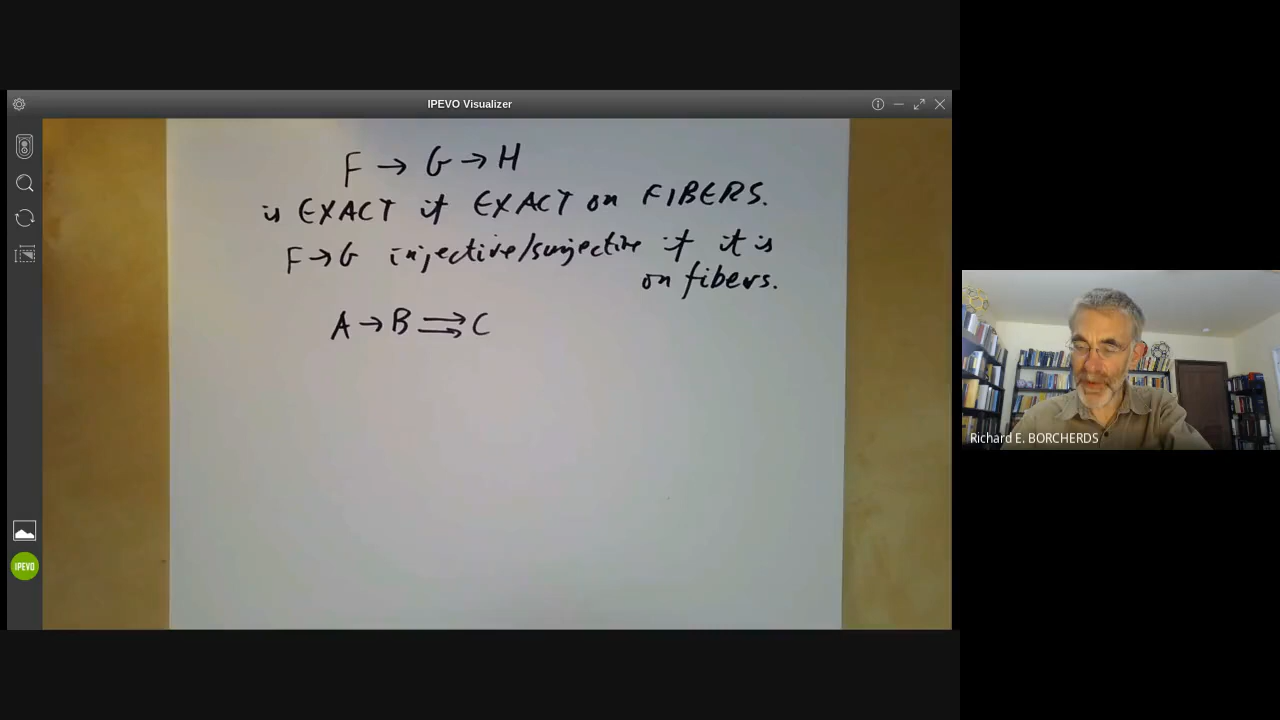 IPEVO Visualizer
F → G → H
is EXACT if EXACT on FIBERS.
F → G injective/surjective if it is
on fibers.
A → B ⇉ C
IPEVO
Richard E. BORCHERDS